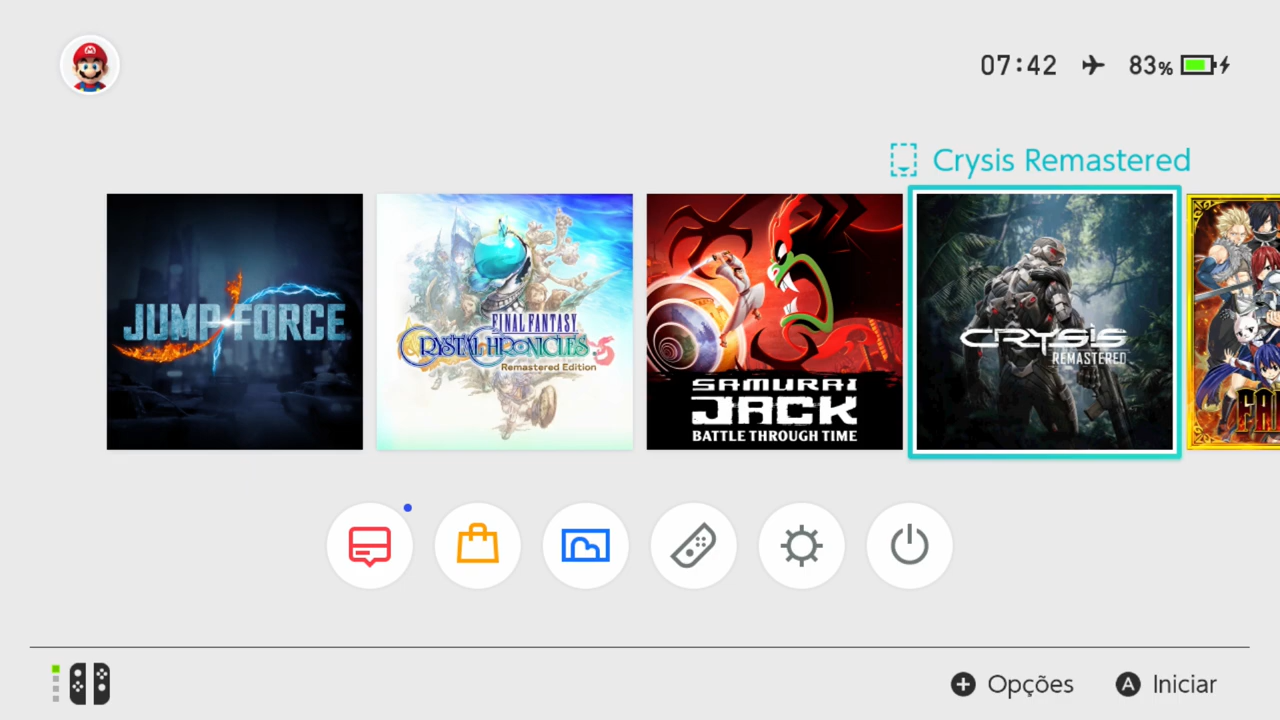 07:42
83%
Crysis Remastered
JUMP FORCE
FINAL FANTASY
CRYSTAL CHRONICLES
Remastered Edition
SAMURAI
JACK
BATTLE THROUGH TIME
CRYSIS
REMASTERED
Opções
A Iniciar